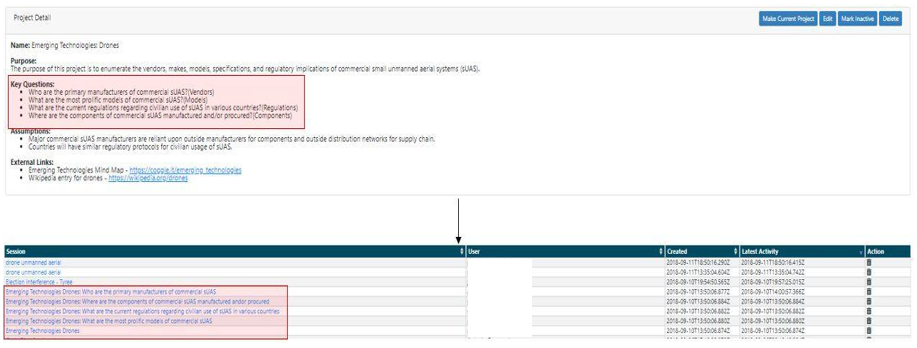 Project Detail
Make Current Project Edit Mark Inactive Delete
Name: Emerging Technologies: Drones
Purpose:
The purpose of this project is to enumerate the vendors, makes, models, specifications, and regulatory implications of commercial small unmanned aerial systems (sUAS).
Key Questions:
• Who are the primary manufacturers of commercial sUAS?(Vendors)
• What are the most prolific models of commercial sUAS?(Models)
• What are the current regulations regarding civilian use of sUAS in various countries?(Regulations)
• Where are the components of commercial sUAS manufactured and/or procured?(Components)
Assumptions:
• Major commercial sUAS manufacturers are reliant upon outside manufacturers for components and outside distribution networks for supply chain.
• Countries will have similar regulatory protocols for civilian usage of sUAS.
External Links:
• Emerging Technologies Mind Map - https://coggle.it/emerging_technologies
• Wikipedia entry for drones - https://wikipedia.org/drones
Session User Created Latest Activity Action
drone unmanned aerial 2018-09-11T18:50:16.290Z 2018-09-11T18:50:16.415Z
drone unmanned aerial 2018-09-11T13:35:04.604Z 2018-09-11T13:35:04.742Z
Election Interference - Tyree 2018-09-10T19:54:50.565Z 2018-09-10T19:57:25.015Z
Emerging Technologies Drones: Who are the primary manufacturers of commercial sUAS 2018-09-10T13:50:06.877Z 2018-09-10T14:00:57.366Z
Emerging Technologies Drones: Where are the components of commercial sUAS manufactured and/or procured 2018-09-10T13:50:06.884Z 2018-09-10T13:50:06.884Z
Emerging Technologies Drones: What are the current regulations regarding civilian use of sUAS in various countries 2018-09-10T13:50:06.882Z 2018-09-10T13:50:06.882Z
Emerging Technologies Drones: What are the most prolific models of commercial sUAS 2018-09-10T13:50:06.880Z 2018-09-10T13:50:06.880Z
Emerging Technologies Drones 2018-09-10T13:50:06.874Z 2018-09-10T13:50:06.874Z